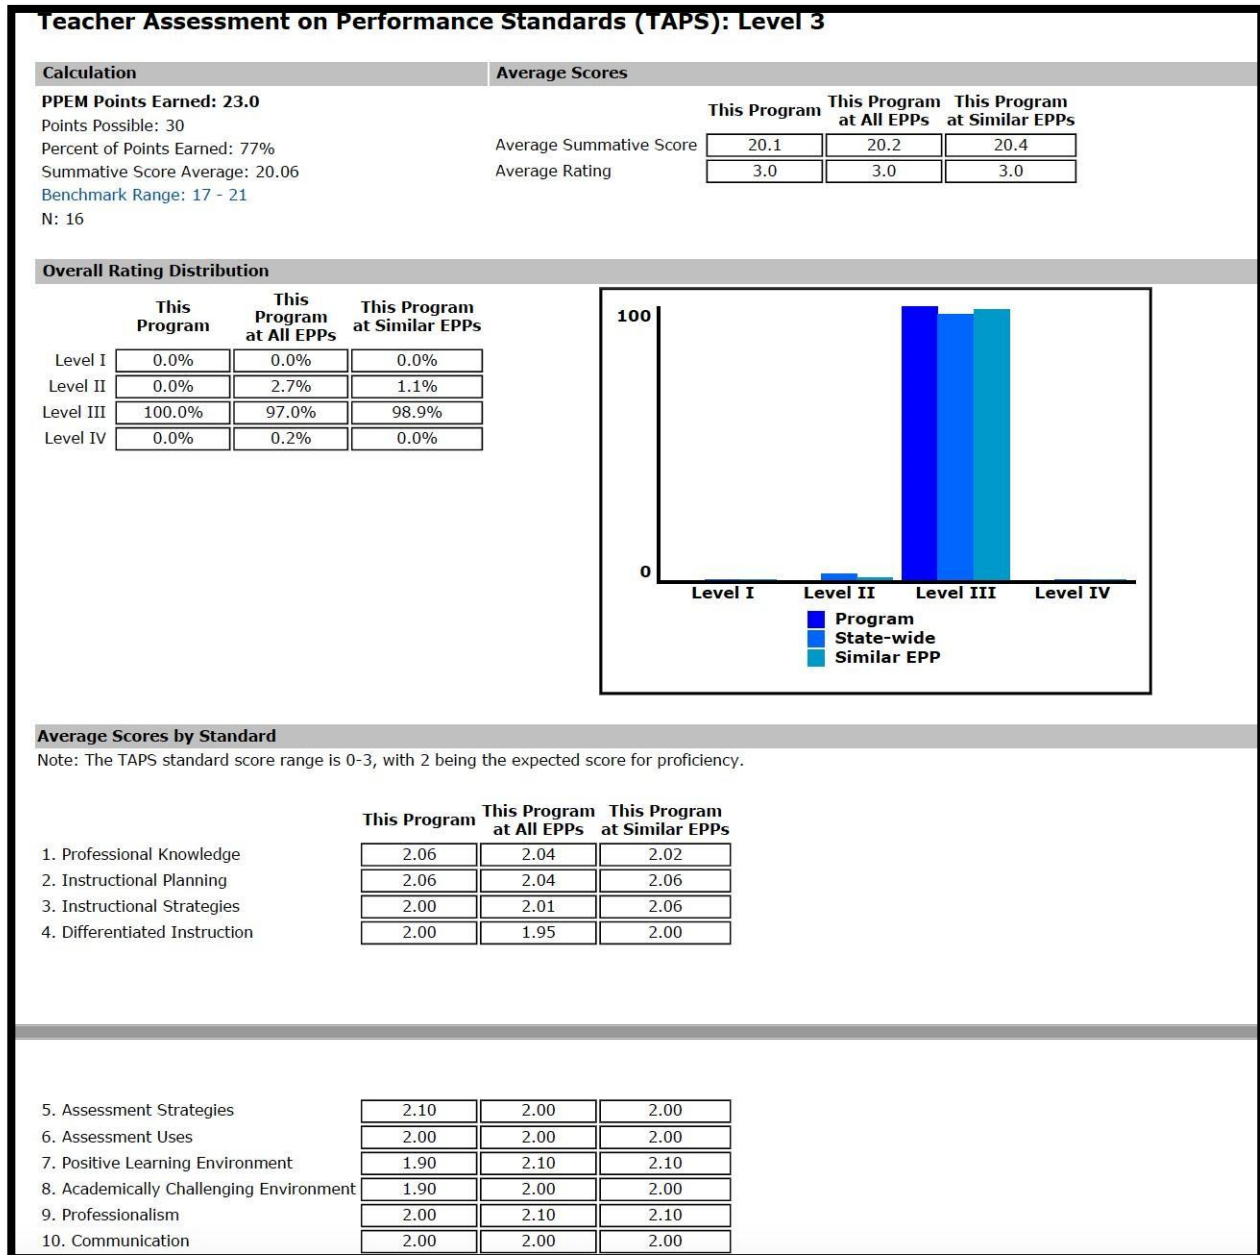 Teacher Assessment on Performance Standards (TAPS): Level 3
Calculation
PPEM Points Earned: 23.0
Points Possible: 30
Percent of Points Earned: 77%
Summative Score Average: 20.06
Benchmark Range: 17 - 21
N: 16
Average Scores
This Program This Program at All EPPs This Program at Similar EPPs
Average Summative Score 20.1 20.2 20.4
Average Rating 3.0 3.0 3.0
Overall Rating Distribution
This Program This Program at All EPPs This Program at Similar EPPs
Level I 0.0% 0.0% 0.0%
Level II 0.0% 2.7% 1.1%
Level III 100.0% 97.0% 98.9%
Level IV 0.0% 0.2% 0.0%
100
0
Level I Level II Level III Level IV
Program
State-wide
Similar EPP
Average Scores by Standard
Note: The TAPS standard score range is 0-3, with 2 being the expected score for proficiency.
This Program This Program at All EPPs This Program at Similar EPPs
1. Professional Knowledge 2.06 2.04 2.02
2. Instructional Planning 2.06 2.04 2.06
3. Instructional Strategies 2.00 2.01 2.06
4. Differentiated Instruction 2.00 1.95 2.00
5. Assessment Strategies 2.10 2.00 2.00
6. Assessment Uses 2.00 2.00 2.00
7. Positive Learning Environment 1.90 2.10 2.10
8. Academically Challenging Environment 1.90 2.00 2.00
9. Professionalism 2.00 2.10 2.10
10. Communication 2.00 2.00 2.00